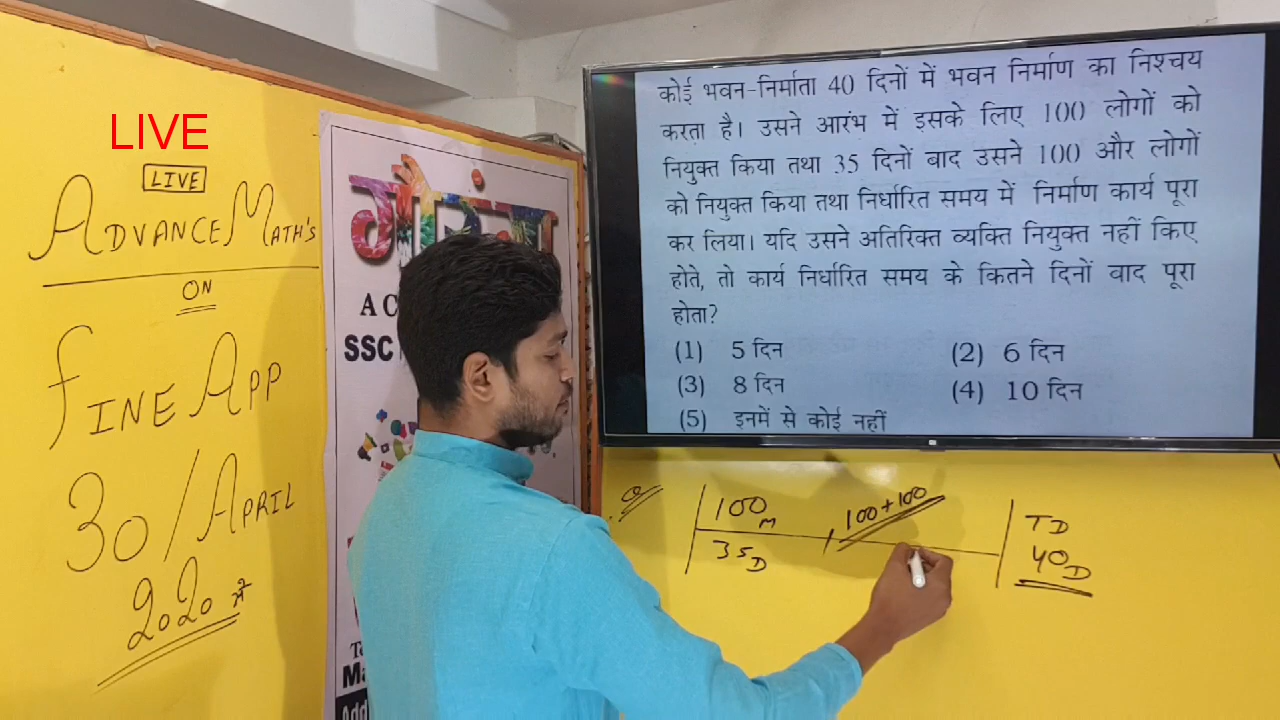 LIVE
LIVE
ADVANCE MATH'S
ON
FINE APP
30/APRIL
2020 में
A C
SSC
Add
कोई भवन-निर्माता 40 दिनों में भवन निर्माण का निश्चय
करता है। उसने आरंभ में इसके लिए 100 लोगों को
नियुक्त किया तथा 35 दिनों बाद उसने 100 और लोगों
को नियुक्त किया तथा निर्धारित समय में निर्माण कार्य पूरा
कर लिया। यदि उसने अतिरिक्त व्यक्ति नियुक्त नहीं किए
होते, तो कार्य निर्धारित समय के कितने दिनों बाद पूरा
होता?
(1) 5 दिन (2) 6 दिन
(3) 8 दिन (4) 10 दिन
(5) इनमें से कोई नहीं
Q 100M 100+100 TD
35D 40D